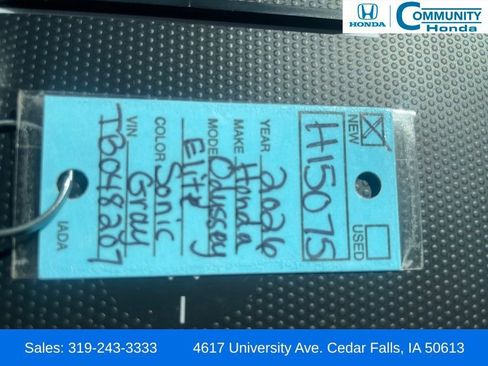 HONDA
COMMUNITY
Honda
NEW USED
H15075
YEAR 2026
MAKE Honda
MODEL Odyssey
Elite
COLOR Sonic
Gray
VIN TB048287
IADA
Sales: 319-243-3333
4617 University Ave. Cedar Falls, IA 50613